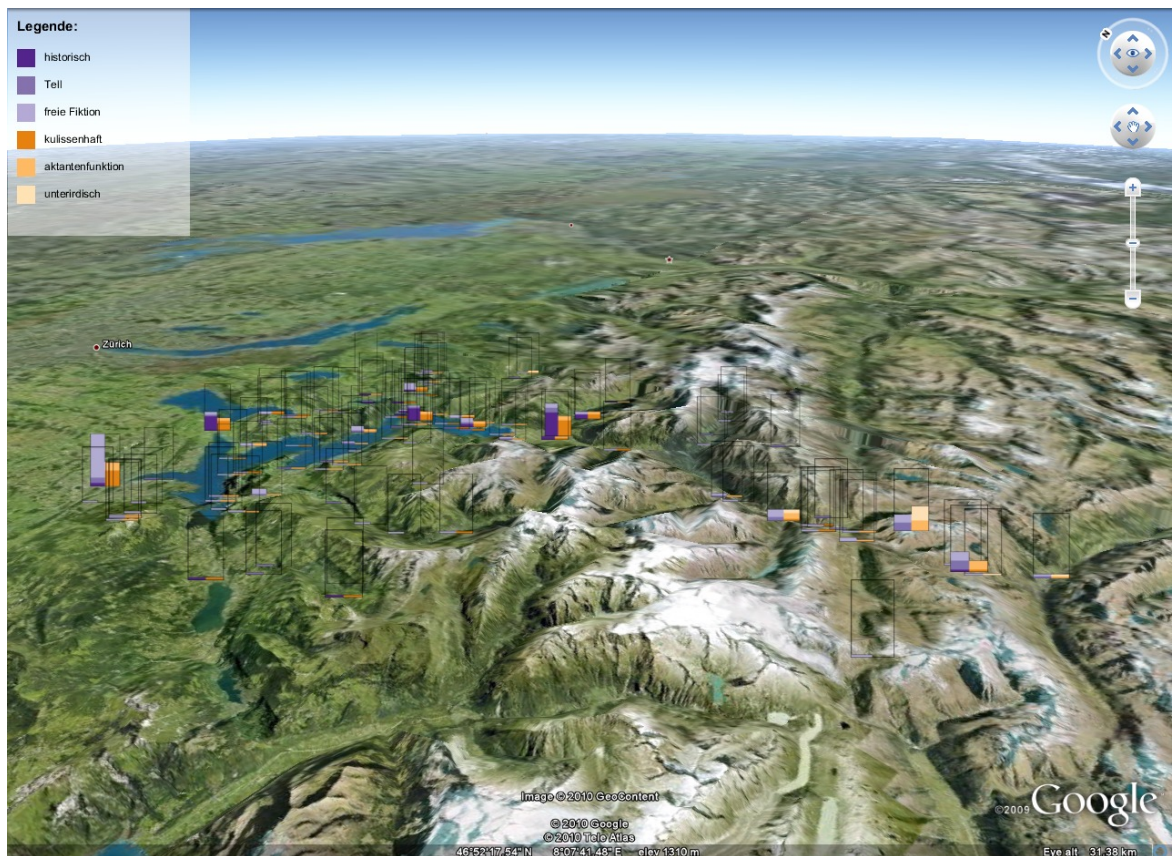 Legende:
historisch
Tell
freie Fiktion
kulissenhaft
aktantenfunktion
unterirdisch
N
Zürich
Image © 2010 GeoContent
© 2010 Google
© 2010 Tele Atlas
©2009 Google
46°52'17.54" N 8°07'41.48" E elev 1310 m
Eye alt 31.38 km